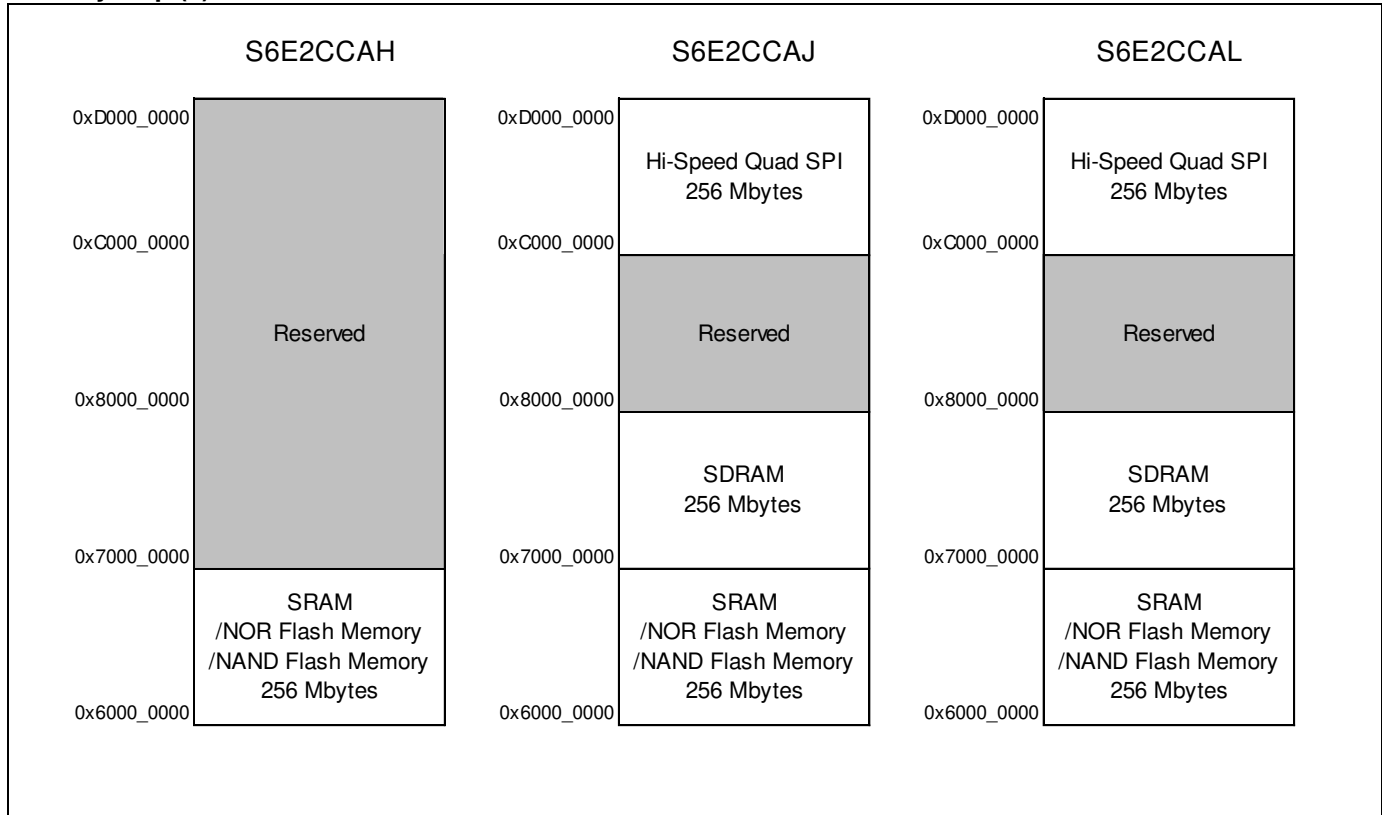 S6E2CCAH
S6E2CCAJ
S6E2CCAL
0xD000_0000
0xC000_0000
Reserved
0x8000_0000
0x7000_0000
SRAM
/NOR Flash Memory
/NAND Flash Memory
256 Mbytes
0x6000_0000
0xD000_0000
Hi-Speed Quad SPI
256 Mbytes
0xC000_0000
Reserved
0x8000_0000
SDRAM
256 Mbytes
0x7000_0000
SRAM
/NOR Flash Memory
/NAND Flash Memory
256 Mbytes
0x6000_0000
0xD000_0000
Hi-Speed Quad SPI
256 Mbytes
0xC000_0000
Reserved
0x8000_0000
SDRAM
256 Mbytes
0x7000_0000
SRAM
/NOR Flash Memory
/NAND Flash Memory
256 Mbytes
0x6000_0000